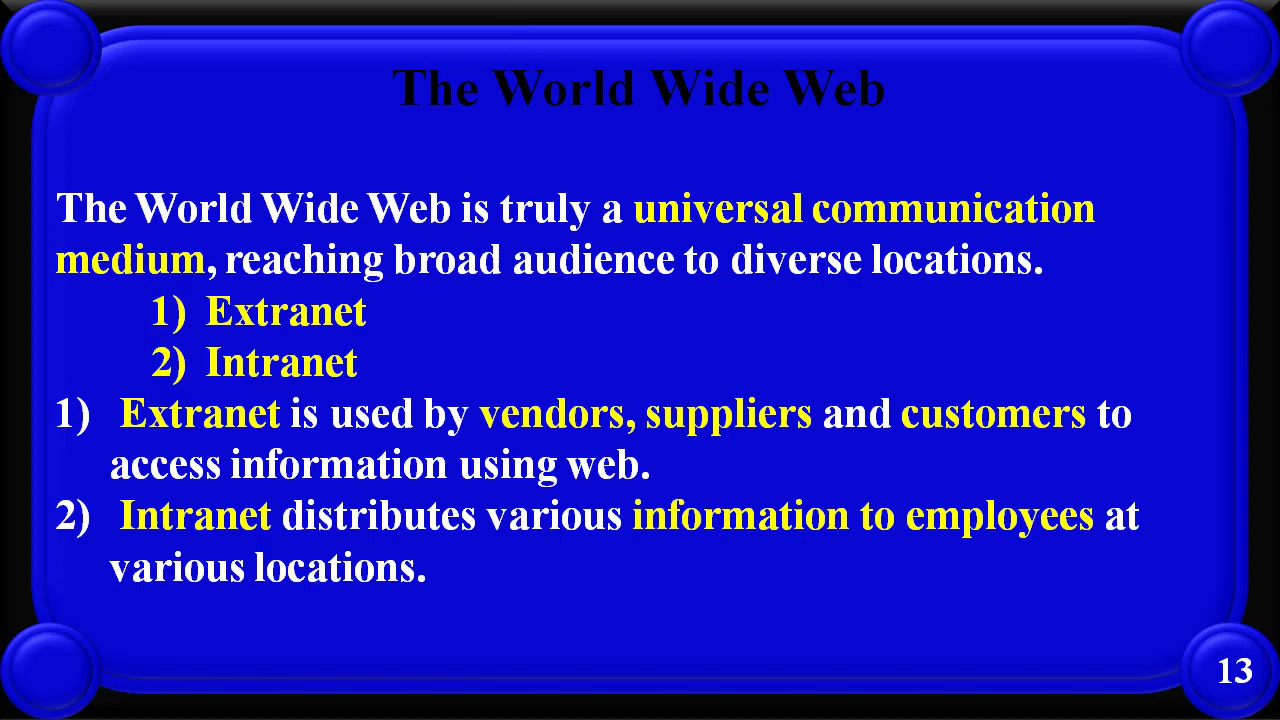 The World Wide Web
The World Wide Web is truly a universal communication
medium, reaching broad audience to diverse locations.
1) Extranet
2) Intranet
1) Extranet is used by vendors, suppliers and customers to
access information using web.
2) Intranet distributes various information to employees at
various locations.
13